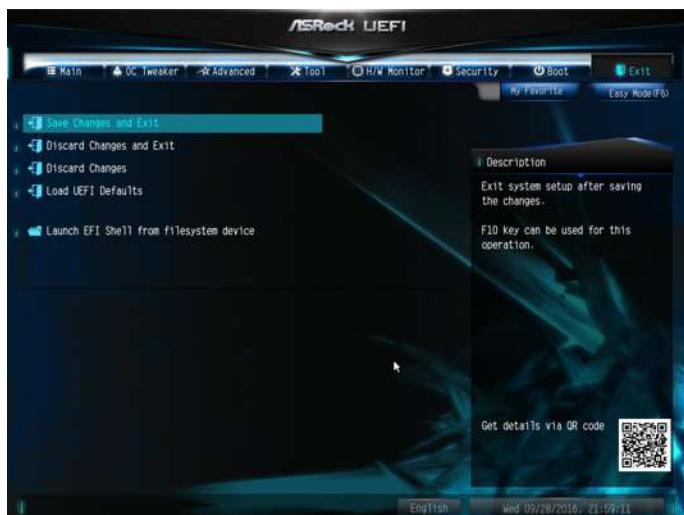 ASRock UEFI
Main OC Tweaker Advanced Tool H/W Monitor Security Boot Exit
My Favorite Easy Mode(F6)
Save Changes and Exit
Discard Changes and Exit
Discard Changes
Load UEFI Defaults
Launch EFI Shell from filesystem device
Description
Exit system setup after saving
the changes.
F10 key can be used for this
operation.
Get details via QR code
English Wed 09/28/2016. 21:59:11